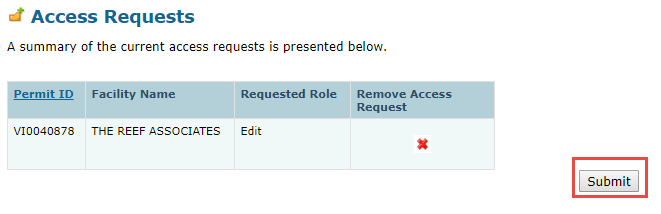 Access Requests
A summary of the current access requests is presented below.
Permit ID Facility Name Requested Role Remove Access
Request
VI0040878 THE REEF ASSOCIATES Edit
Submit